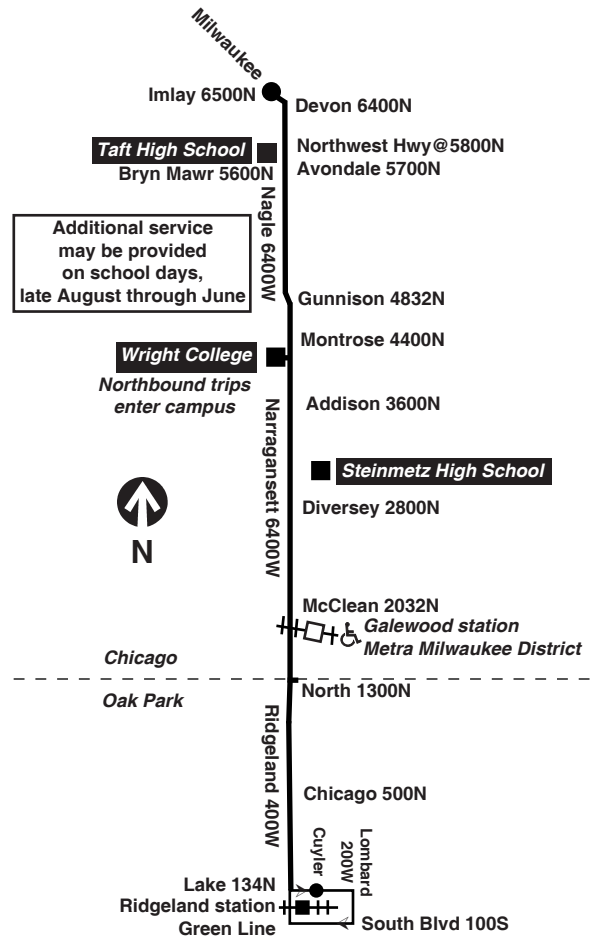 Milwaukee
Imlay 6500N
Devon 6400N
Taft High School
Northwest Hwy@5800N
Avondale 5700N
Bryn Mawr 5600N
Nagle 6400W
Additional service
may be provided
on school days,
late August through June
Gunnison 4832N
Montrose 4400N
Wright College
Northbound trips
enter campus
Addison 3600N
Narragansett 6400W
Steinmetz High School
Diversey 2800N
N
McClean 2032N
Galewood station
Metra Milwaukee District
Chicago
Oak Park
North 1300N
Ridgeland 400W
Chicago 500N
Cuyler
Lombard
200W
Lake 134N
Ridgeland station
Green Line
South Blvd 100S